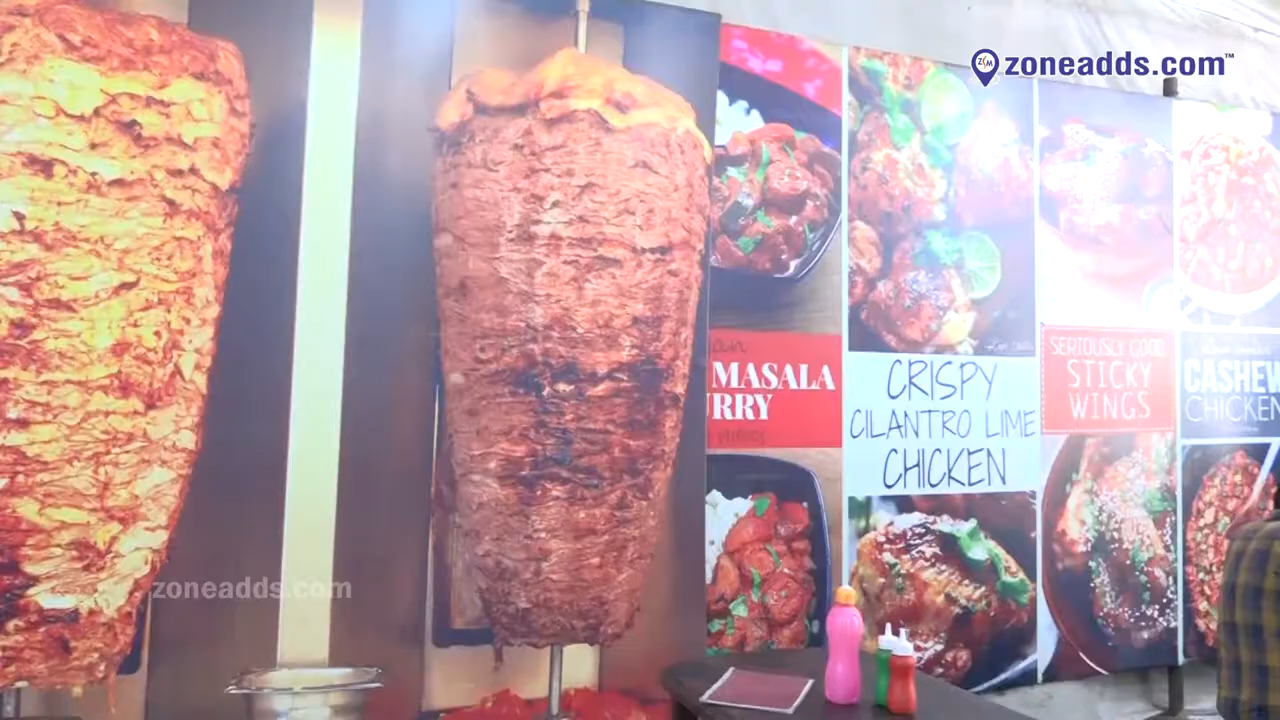 zoneadds.com™
MASALA
URRY
CRISPY
CILANTRO LIME
CHICKEN
SERIOUSLY GOOD
STICKY
WINGS
CASHEW
CHICKEN
zoneadds.com